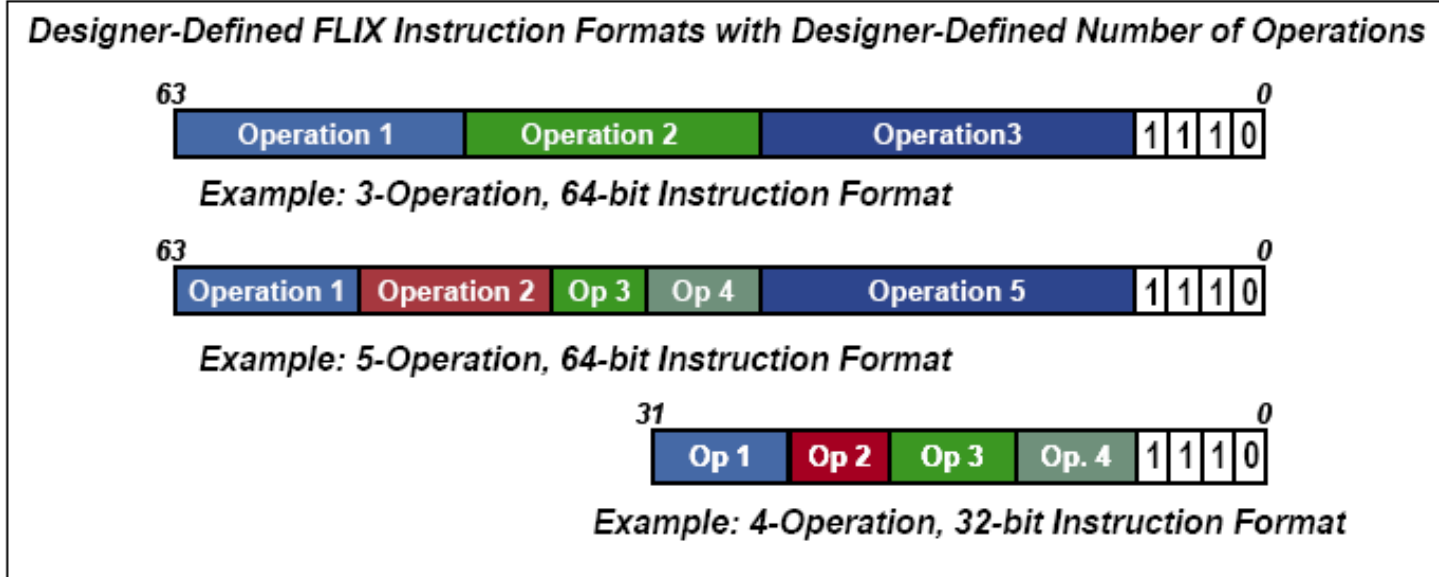 Designer-Defined FLIX Instruction Formats with Designer-Defined Number of Operations
63 0
Operation 1 Operation 2 Operation3 1 1 1 0
Example: 3-Operation, 64-bit Instruction Format
63 0
Operation 1 Operation 2 Op 3 Op 4 Operation 5 1 1 1 0
Example: 5-Operation, 64-bit Instruction Format
31 0
Op 1 Op 2 Op 3 Op. 4 1 1 1 0
Example: 4-Operation, 32-bit Instruction Format